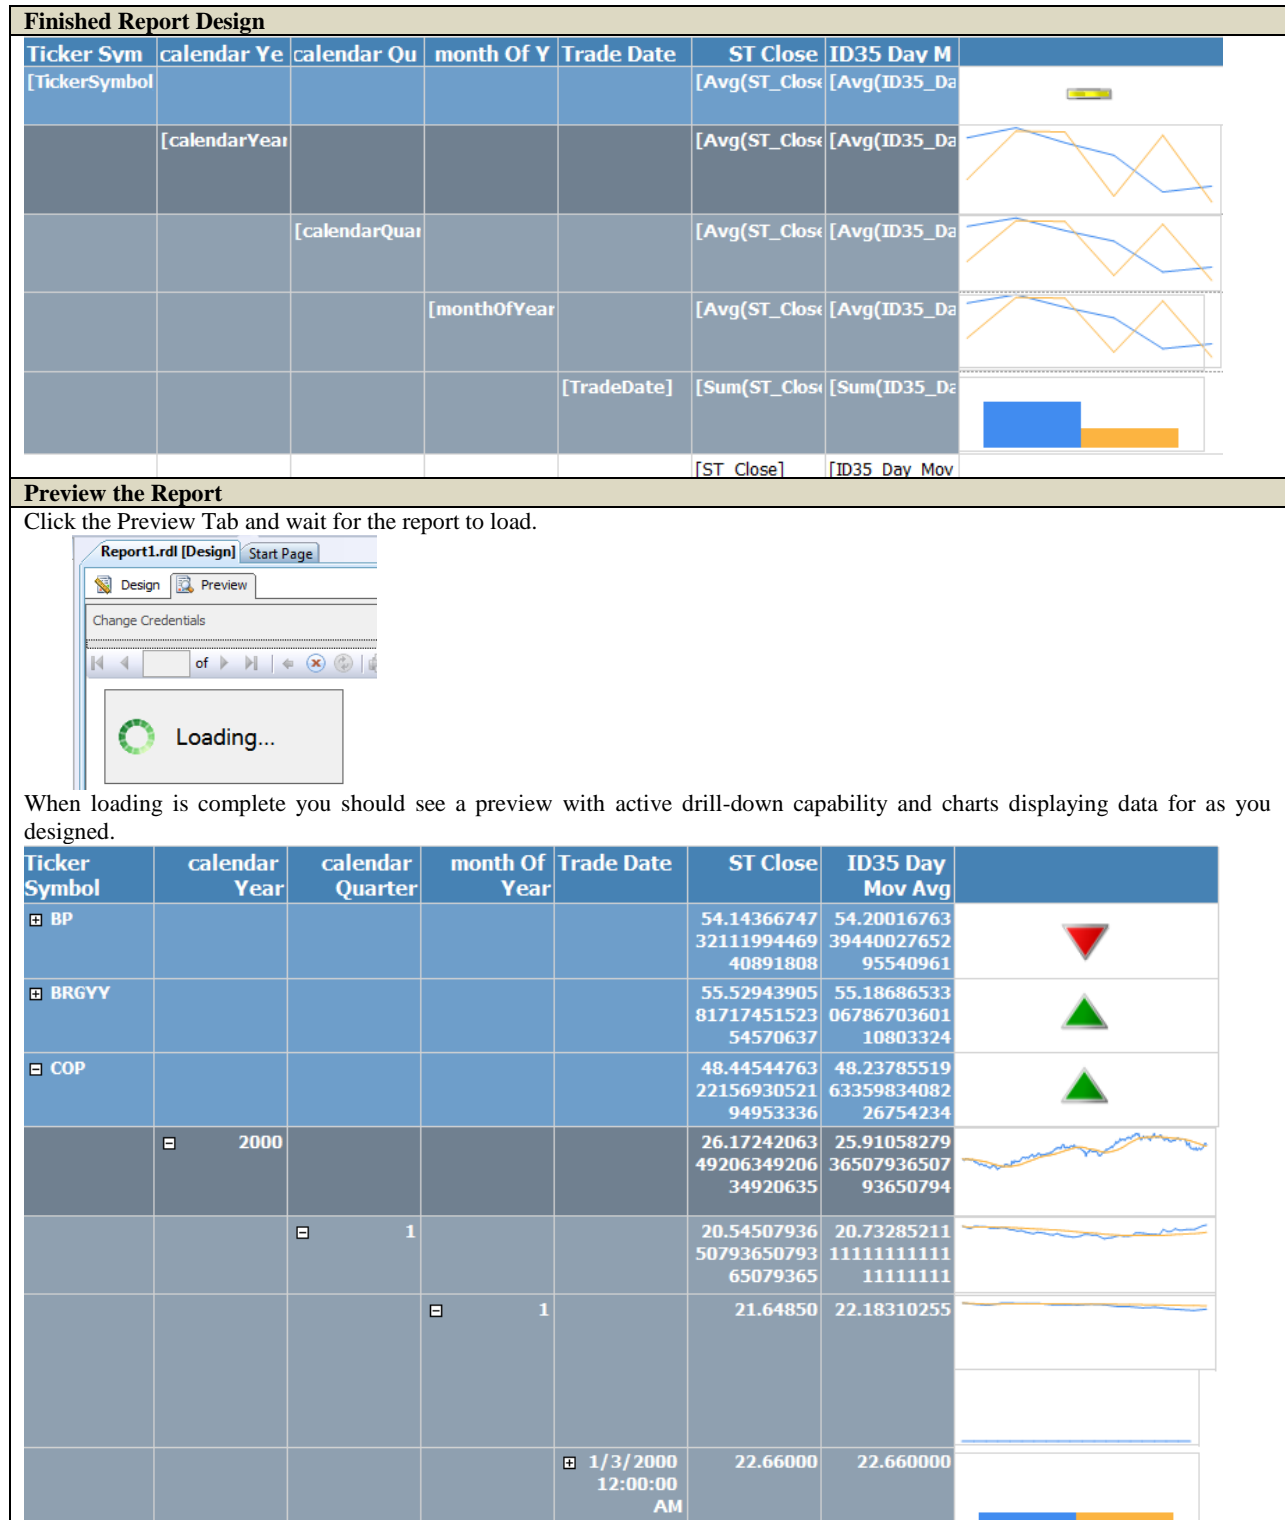 Finished Report Design
Ticker Sym calendar Ye calendar Qu month Of Y Trade Date ST Close ID35 Day M
[TickerSymbol [Avg(ST_Close [Avg(ID35_Da
[calendarYear [Avg(ST_Close [Avg(ID35_Da
[calendarQuar [Avg(ST_Close [Avg(ID35_Da
[monthOfYear [Avg(ST_Close [Avg(ID35_Da
[TradeDate] [Sum(ST_Close [Sum(ID35_Da
[ST_Close] [ID35_Day_Mov
Preview the Report
Click the Preview Tab and wait for the report to load.
Report1.rdl [Design] Start Page
Design Preview
Change Credentials
of
Loading...
When loading is complete you should see a preview with active drill-down capability and charts displaying data for as you
designed.
Ticker calendar calendar month Of Trade Date ST Close ID35 Day
Symbol Year Quarter Year Mov Avg
BP 54.14366747 54.20016763
32111994469 39440027652
40891808 95540961
BRGYY 55.52943905 55.18686533
81717451523 06786703601
54570637 10803324
COP 48.44544763 48.23785519
22156930521 63359834082
94953336 26754234
2000 26.17242063 25.91058279
49206349206 36507936507
34920635 93650794
1 20.54507936 20.73285211
50793650793 11111111111
65079365 11111111
1 21.64850 22.18310255
1/3/2000 22.66000 22.660000
12:00:00
AM